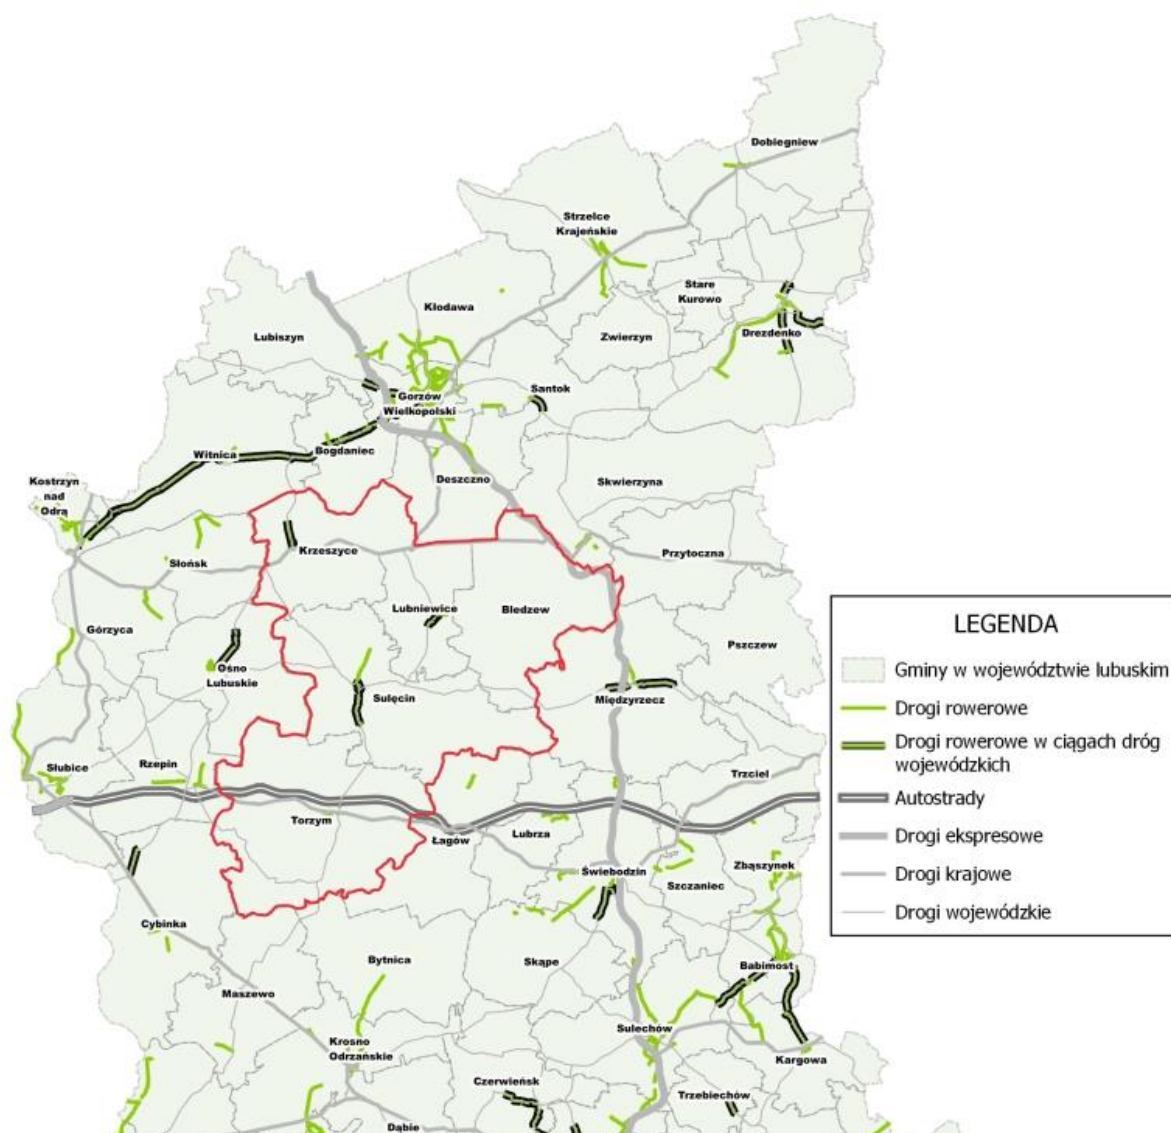 Dobiegniew
Strzelce
Krajeńskie
Stare
Kurowo
Kłodawa
Lubiszyn
Zwierzyn
Drezdenko
Santok
Gorzów
Wielkopolski
Bogdaniec
Witnica
Kostrzyn
nad
Odrą
Deszczno
Skwierzyna
Krzeszyce
Przytoczna
Słońsk
Lubniewice
Bledzew
Górzyca
Pszczew
Ośno
Lubuskie
Sulęcin
Międzyrzecz
Słubice
Rzepin
Trzciel
Torzym
Łagów
Lubrza
Świebodzin
Zbąszynek
Szczaniec
Cybinka
Bytnica
Skąpe
Babimost
Maszewo
Sulechów
Krosno
Odrzańskie
Kargowa
Czerwieńsk
Trzebiechów
Dąbie
LEGENDA
Gminy w województwie lubuskim
Drogi rowerowe
Drogi rowerowe w ciągach dróg
wojewódzkich
Autostrady
Drogi ekspresowe
Drogi krajowe
Drogi wojewódzkie